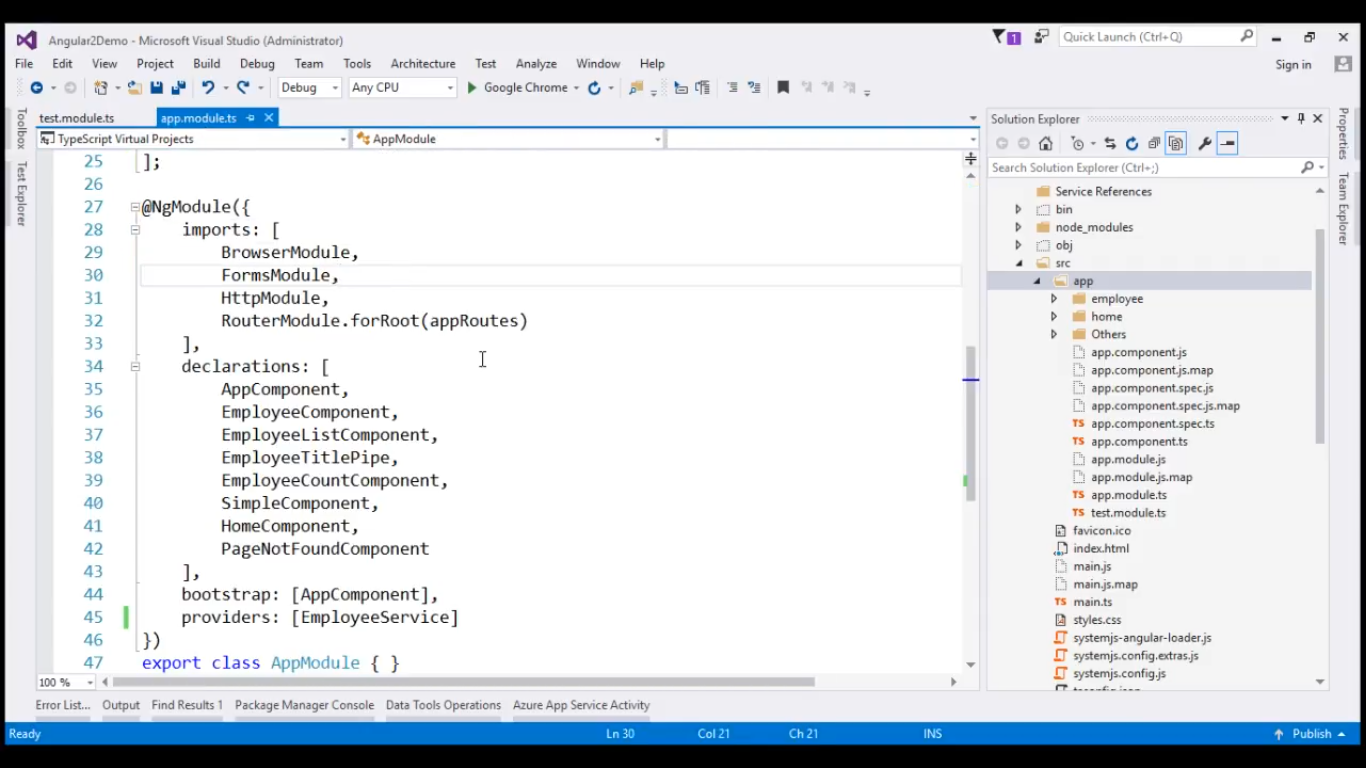 Angular2Demo - Microsoft Visual Studio (Administrator)
1
Quick Launch (Ctrl+Q)
File Edit View Project Build Debug Team Tools Architecture Test Analyze Window Help
Sign in
Debug Any CPU Google Chrome
Toolbox
Test Explorer
test.module.ts app.module.ts
TypeScript Virtual Projects AppModule
25 ];
26
27 @NgModule({
28 imports: [
29 BrowserModule,
30 FormsModule,
31 HttpModule,
32 RouterModule.forRoot(appRoutes)
33 ],
34 declarations: [
35 AppComponent,
36 EmployeeComponent,
37 EmployeeListComponent,
38 EmployeeTitlePipe,
39 EmployeeCountComponent,
40 SimpleComponent,
41 HomeComponent,
42 PageNotFoundComponent
43 ],
44 bootstrap: [AppComponent],
45 providers: [EmployeeService]
46 })
47 export class AppModule { }
100 %
Solution Explorer
Search Solution Explorer (Ctrl+;)
Service References
bin
node_modules
obj
src
app
employee
home
Others
app.component.js
app.component.js.map
app.component.spec.js
app.component.spec.js.map
TS app.component.spec.ts
TS app.component.ts
app.module.js
app.module.js.map
TS app.module.ts
TS test.module.ts
favicon.ico
index.html
main.js
main.js.map
TS main.ts
styles.css
systemjs-angular-loader.js
systemjs.config.extras.js
systemjs.config.js
Properties
Team Explorer
Error List... Output Find Results 1 Package Manager Console Data Tools Operations Azure App Service Activity
Ready Ln 30 Col 21 Ch 21 INS Publish